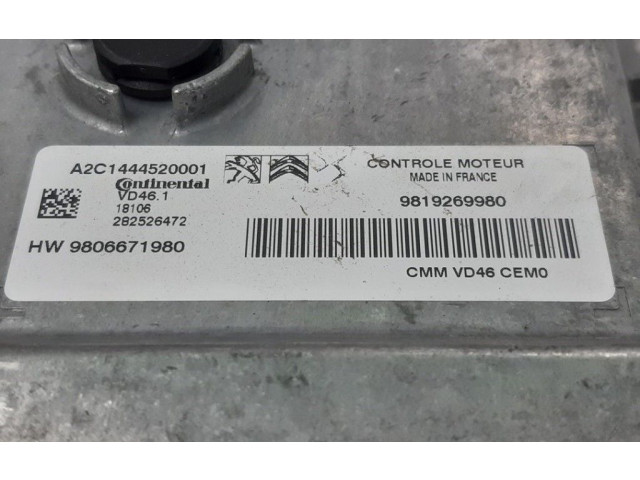 A2C1444520001
Continental
VD46.1
18106
282526472
HW 9806671980
CONTROLE MOTEUR
MADE IN FRANCE
9819269980
CMM VD46 CEM0